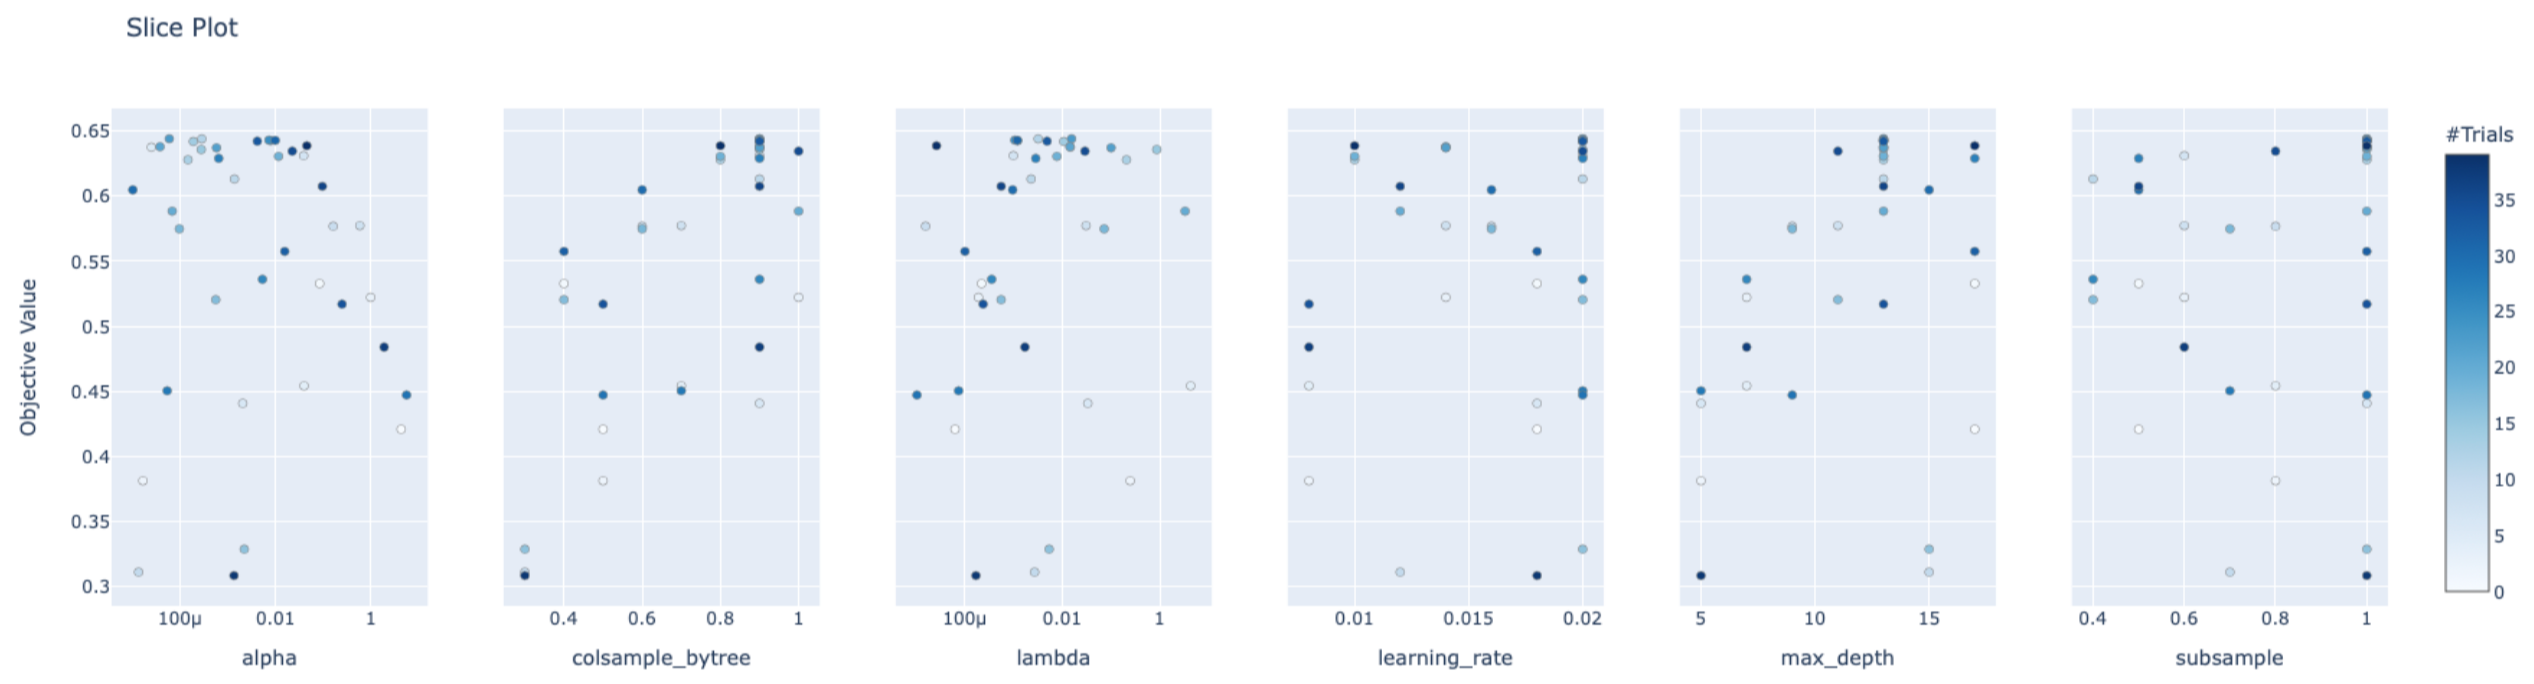 Slice Plot
Objective Value
0.65
0.6
0.55
0.5
0.45
0.4
0.35
0.3
100μ 0.01 1
alpha
0.4 0.6 0.8 1
colsample_bytree
100μ 0.01 1
lambda
0.01 0.015 0.02
learning_rate
5 10 15
max_depth
0.4 0.6 0.8 1
subsample
#Trials
35
30
25
20
15
10
5
0